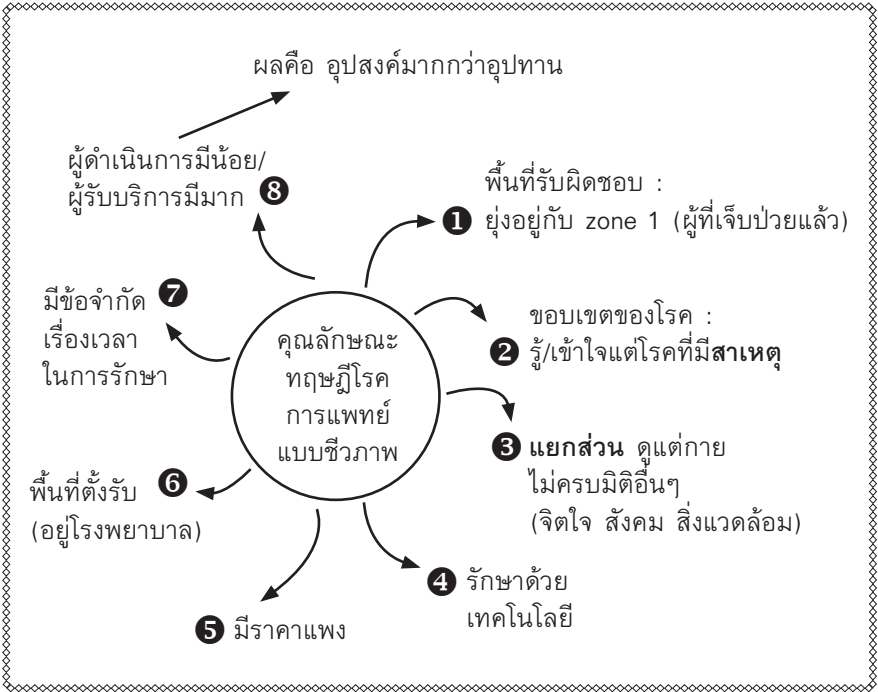 ผลคือ อุปสงค์มากกว่าอุปทาน
ผู้ดำเนินการมีน้อย/
ผู้รับบริการมีมาก ❽
พื้นที่รับผิดชอบ :
❶ ยุ่งอยู่กับ zone 1 (ผู้ที่เจ็บป่วยแล้ว)
มีข้อจำกัด ❼
เรื่องเวลา
ในการรักษา
คุณลักษณะ
ทฤษฎีโรค
การแพทย์
แบบชีวภาพ
ขอบเขตของโรค :
❷ รู้/เข้าใจแต่โรคที่มีสาเหตุ
❸ แยกส่วน ดูแต่กาย
ไม่ครบมิติอื่นๆ
(จิตใจ สังคม สิ่งแวดล้อม)
พื้นที่ตั้งรับ ❻
(อยู่โรงพยาบาล)
❹ รักษาด้วย
เทคโนโลยี
❺ มีราคาแพง